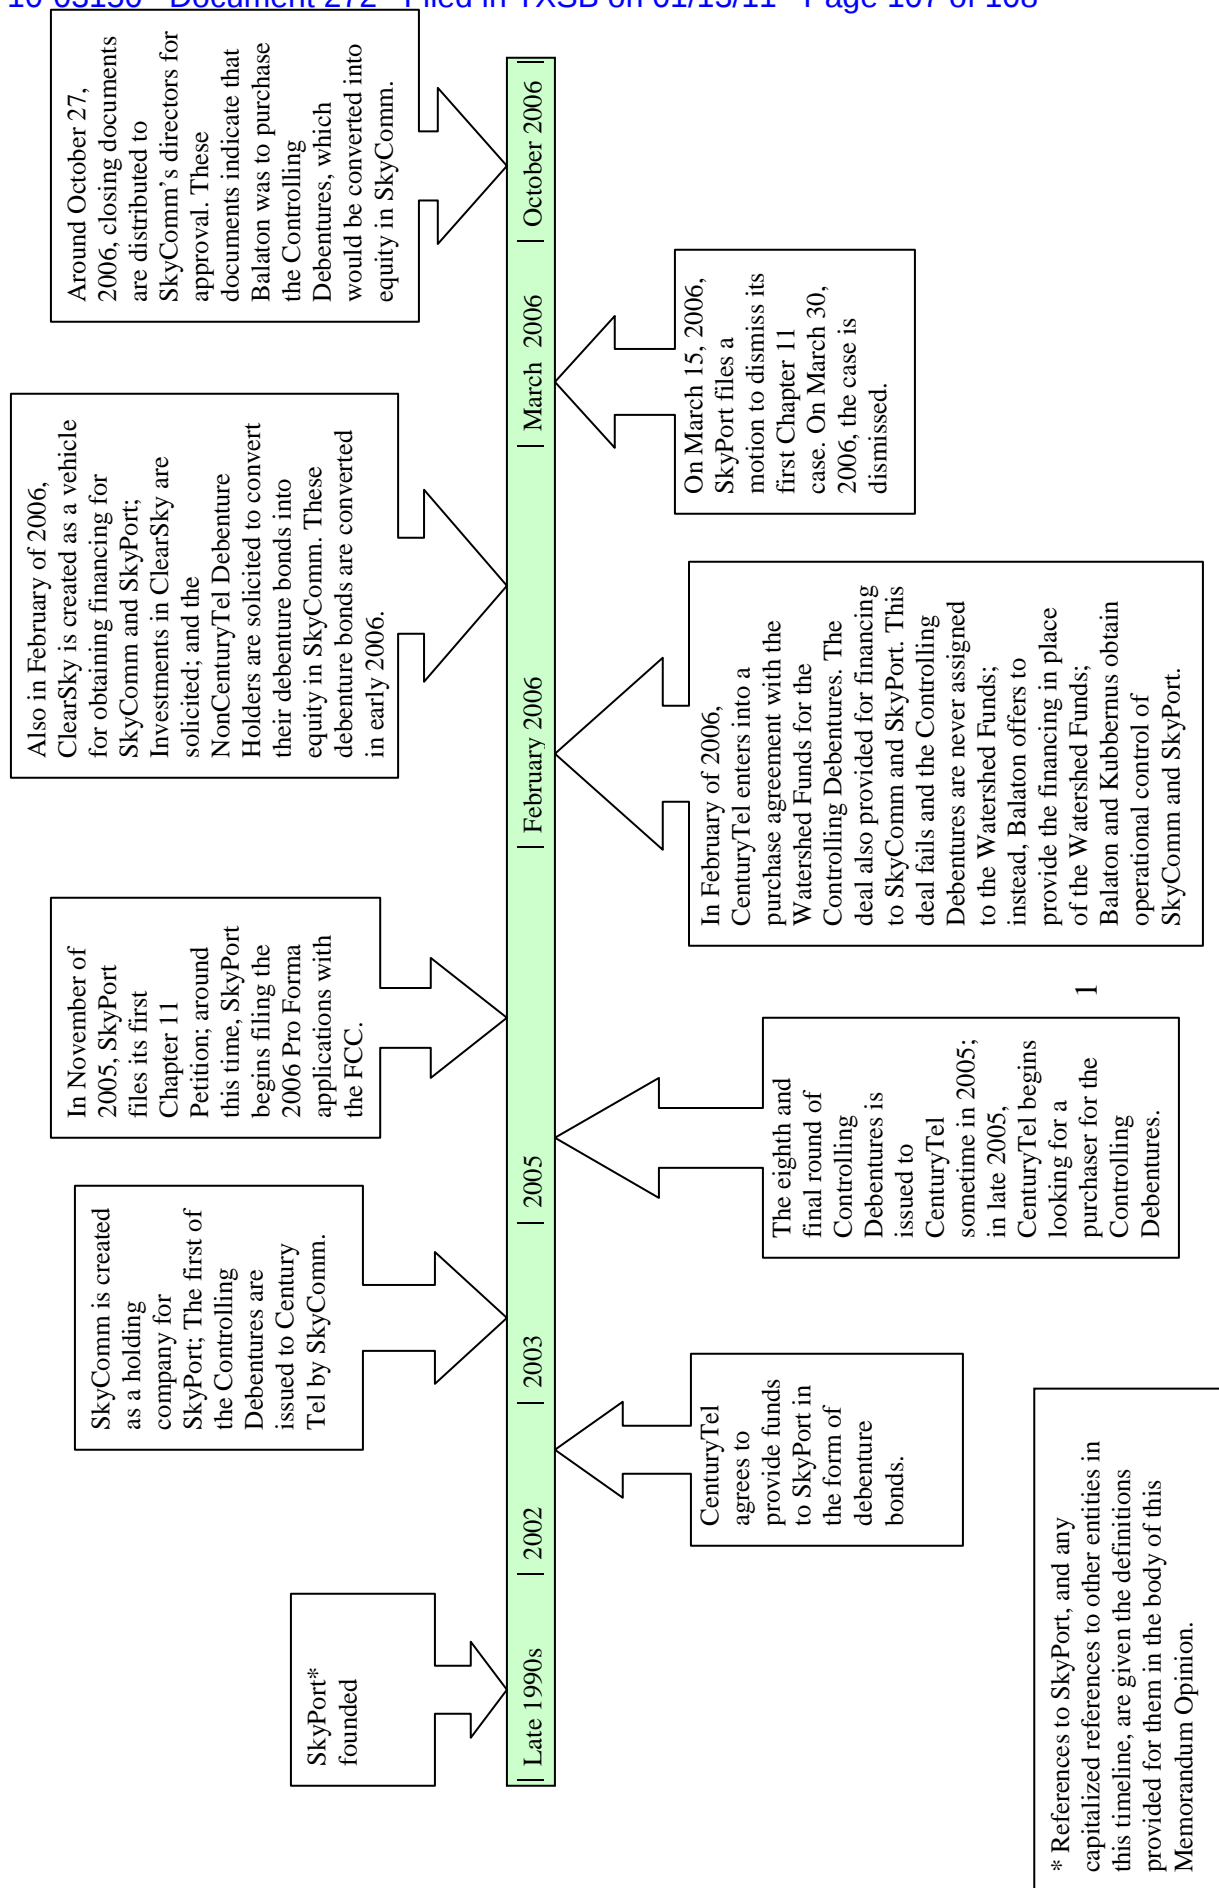 10-03150 Document 272 Filed in TXSB on 01/13/11 Page 107 of 108
SkyPort*
founded
SkyComm is created
as a holding
company for
SkyPort; The first of
the Controlling
Debentures are
issued to Century
Tel by SkyComm.
In November of
2005, SkyPort
files its first
Chapter 11
Petition; around
this time, SkyPort
begins filing the
2006 Pro Forma
applications with
the FCC.
Also in February of 2006,
ClearSky is created as a vehicle
for obtaining financing for
SkyComm and SkyPort;
Investments in ClearSky are
solicited; and the
NonCenturyTel Debenture
Holders are solicited to convert
their debenture bonds into
equity in SkyComm. These
debenture bonds are converted
in early 2006.
Around October 27,
2006, closing documents
are distributed to
SkyComm's directors for
approval. These
documents indicate that
Balaton was to purchase
the Controlling
Debentures, which
would be converted into
equity in SkyComm.
| Late 1990s | 2002 | 2003 | 2005 | February 2006 | March 2006 | October 2006 |
CenturyTel
agrees to
provide funds
to SkyPort in
the form of
debenture
bonds.
The eighth and
final round of
Controlling
Debentures is
issued to
CenturyTel
sometime in 2005;
in late 2005,
CenturyTel begins
looking for a
purchaser for the
Controlling
Debentures.
In February of 2006,
CenturyTel enters into a
purchase agreement with the
Watershed Funds for the
Controlling Debentures. The
deal also provided for financing
to SkyComm and SkyPort. This
deal fails and the Controlling
Debentures are never assigned
to the Watershed Funds;
instead, Balaton offers to
provide the financing in place
of the Watershed Funds;
Balaton and Kubbernus obtain
operational control of
SkyComm and SkyPort.
On March 15, 2006,
SkyPort files a
motion to dismiss its
first Chapter 11
case. On March 30,
2006, the case is
dismissed.
* References to SkyPort, and any
capitalized references to other entities in
this timeline, are given the definitions
provided for them in the body of this
Memorandum Opinion.
1